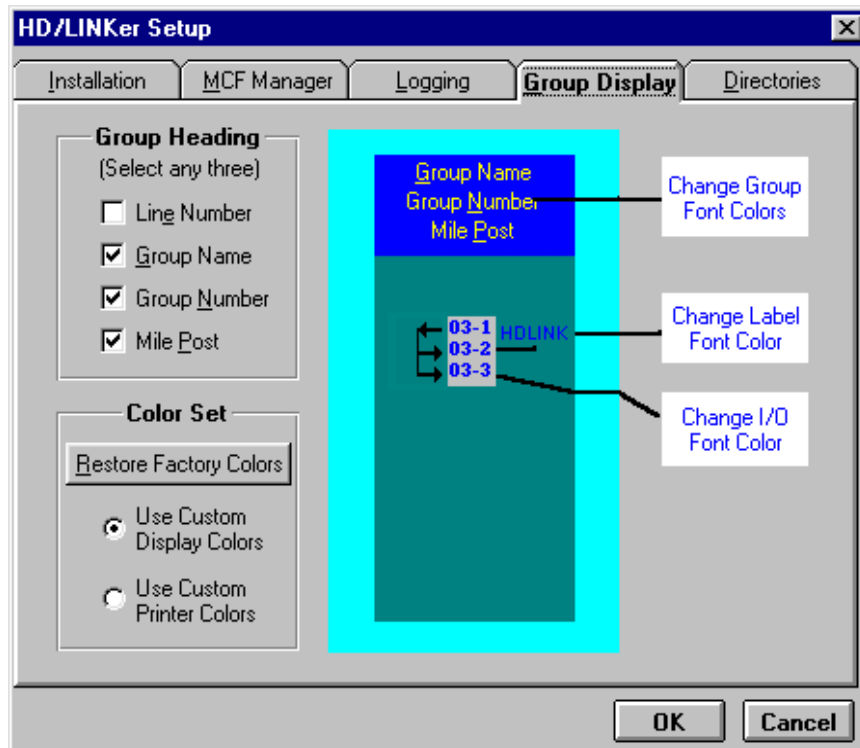 HD/LINKer Setup
Installation
MCF Manager
Logging
Group Display
Directories
Group Heading
(Select any three)
Line Number
Group Name
Group Number
Mile Post
Color Set
Restore Factory Colors
Use Custom
Display Colors
Use Custom
Printer Colors
Group Name
Group Number
Mile Post
03-1 HDLINK
03-2
03-3
Change Group
Font Colors
Change Label
Font Color
Change I/O
Font Color
OK
Cancel